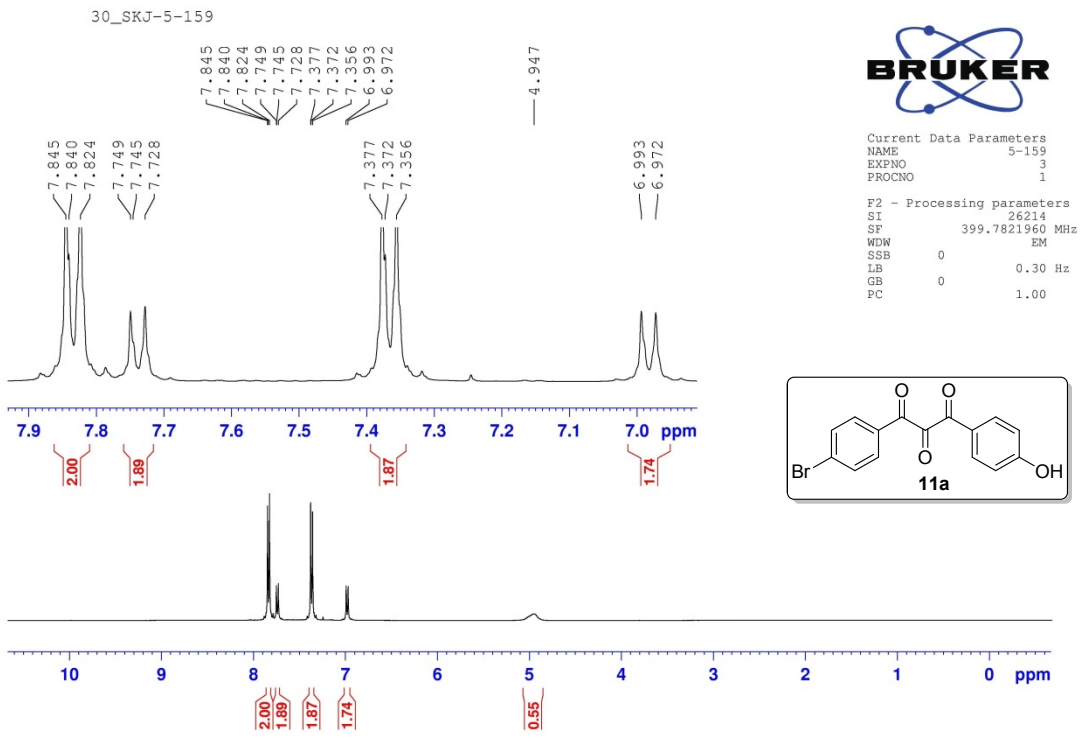 30_SKJ-5-159
7.845
7.840
7.824
7.749
7.745
7.728
7.377
7.372
7.356
6.993
6.972
4.947
7.845
7.840
7.824
7.749
7.745
7.728
7.377
7.372
7.356
6.993
6.972
7.9 7.8 7.7 7.6 7.5 7.4 7.3 7.2 7.1 7.0 ppm
2.00 1.89 1.87 1.74
10 9 8 7 6 5 4 3 2 1 0 ppm
2.00 1.89 1.87 1.74 0.55
BRUKER
Current Data Parameters
NAME 5-159
EXPNO 3
PROCNO 1
F2 - Processing parameters
SI 26214
SF 399.7821960 MHz
WDW EM
SSB 0
LB 0.30 Hz
GB 0
PC 1.00
O O
O
Br OH
11a